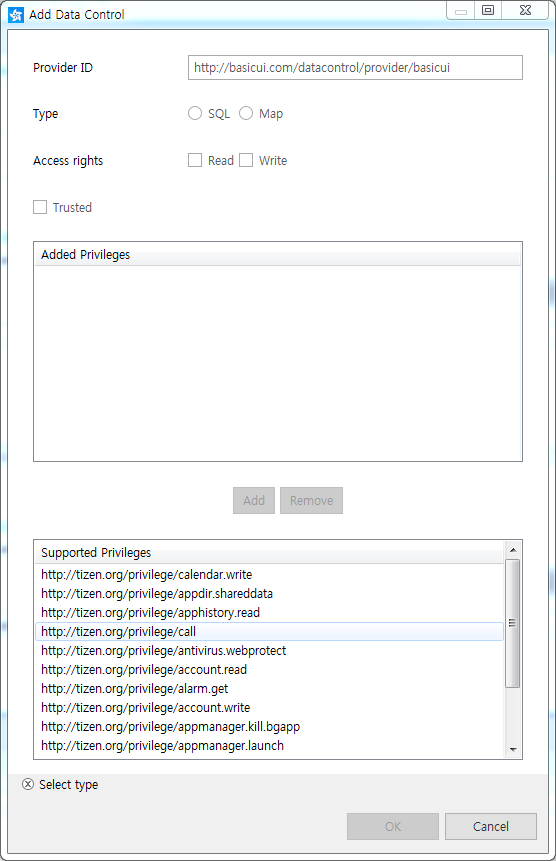 Add Data Control
Provider ID
http://basicui.com/datacontrol/provider/basicui
Type
SQL
Map
Access rights
Read
Write
Trusted
Added Privileges
Add
Remove
Supported Privileges
http://tizen.org/privilege/calendar.write
http://tizen.org/privilege/appdir.shareddata
http://tizen.org/privilege/apphistory.read
http://tizen.org/privilege/call
http://tizen.org/privilege/antivirus.webprotect
http://tizen.org/privilege/account.read
http://tizen.org/privilege/alarm.get
http://tizen.org/privilege/account.write
http://tizen.org/privilege/appmanager.kill.bgapp
http://tizen.org/privilege/appmanager.launch
Select type
OK
Cancel